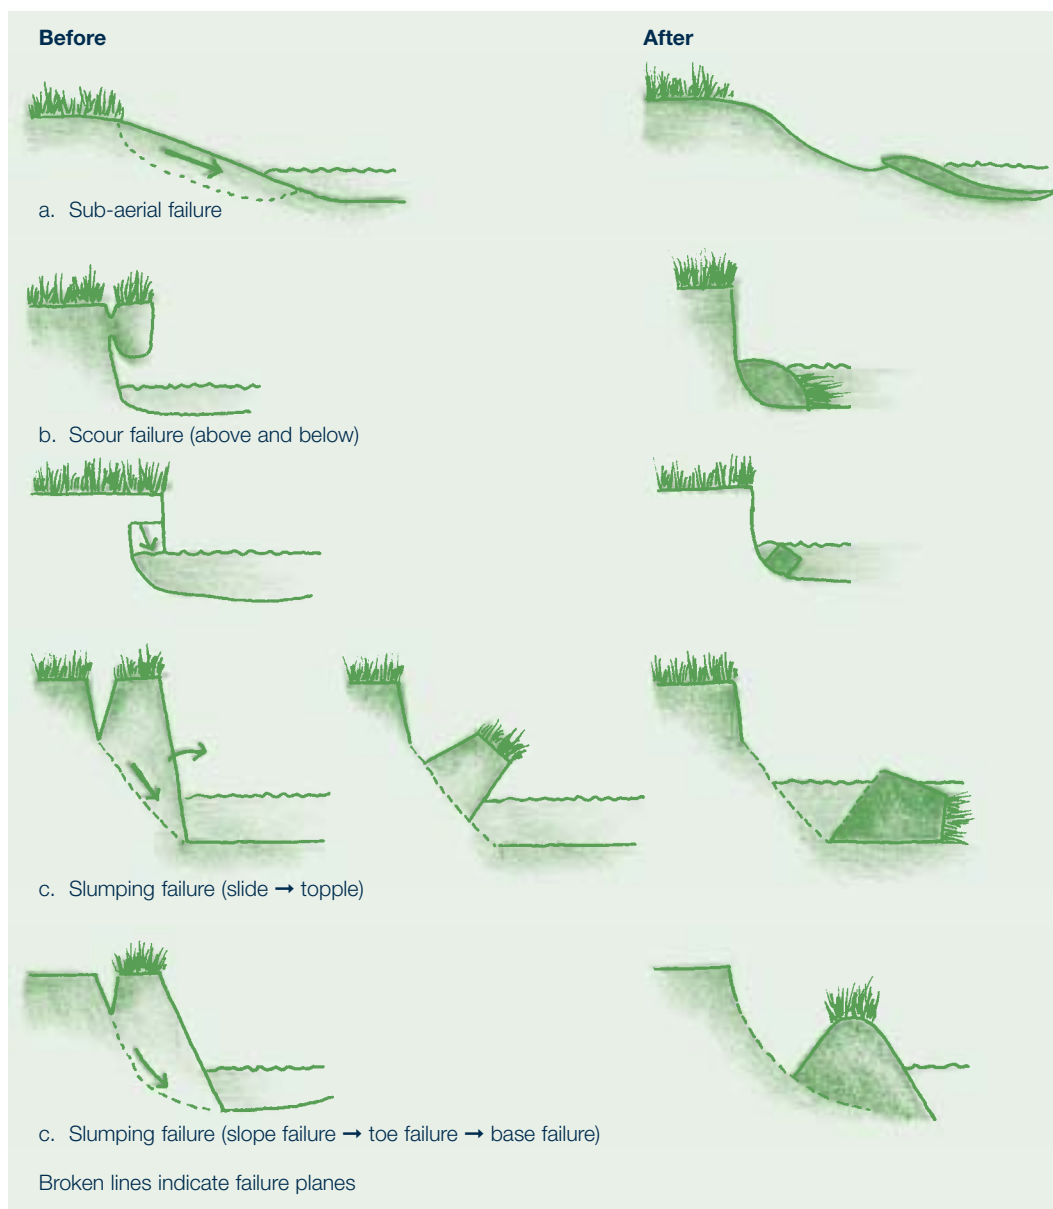 Before
After
a. Sub-aerial failure
b. Scour failure (above and below)
c. Slumping failure (slide → topple)
c. Slumping failure (slope failure → toe failure → base failure)
Broken lines indicate failure planes